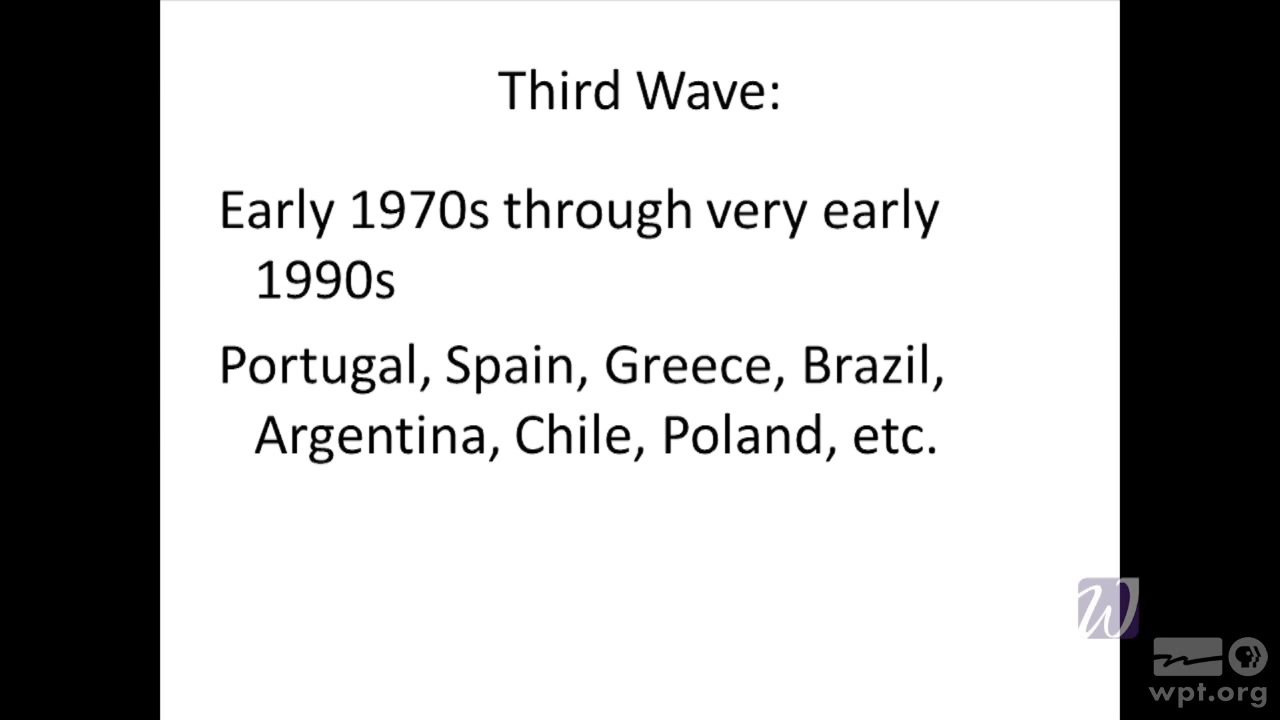 Third Wave:
Early 1970s through very early
1990s
Portugal, Spain, Greece, Brazil,
Argentina, Chile, Poland, etc.
W
wpt.org